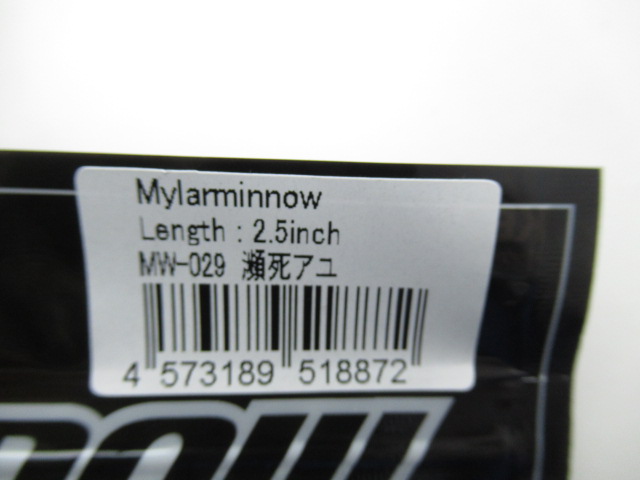 Mylarminnow
Length : 2.5inch
MW-029 瀕死アユ
4 573189 518872